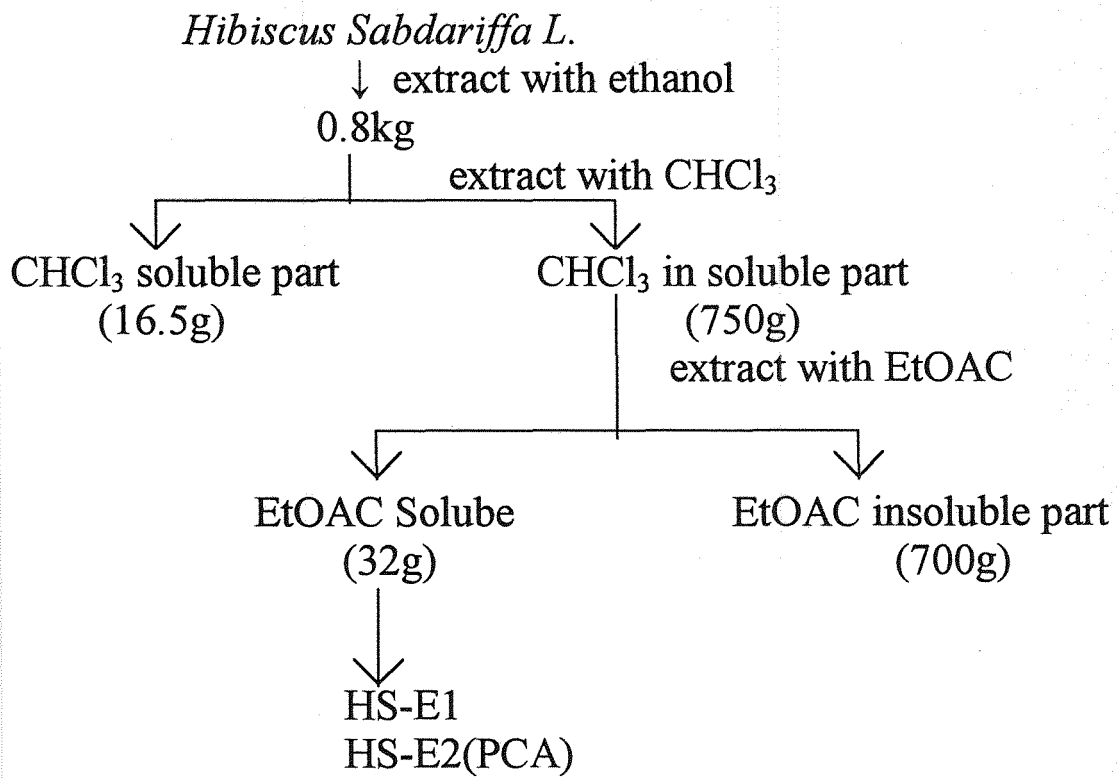 Hibiscus Sabdariffa L.
↓ extract with ethanol
0.8kg
extract with CHCl₃
CHCl₃ soluble part
(16.5g)
CHCl₃ in soluble part
(750g)
extract with EtOAC
EtOAC Solube
(32g)
EtOAC insoluble part
(700g)
HS-E1
HS-E2(PCA)